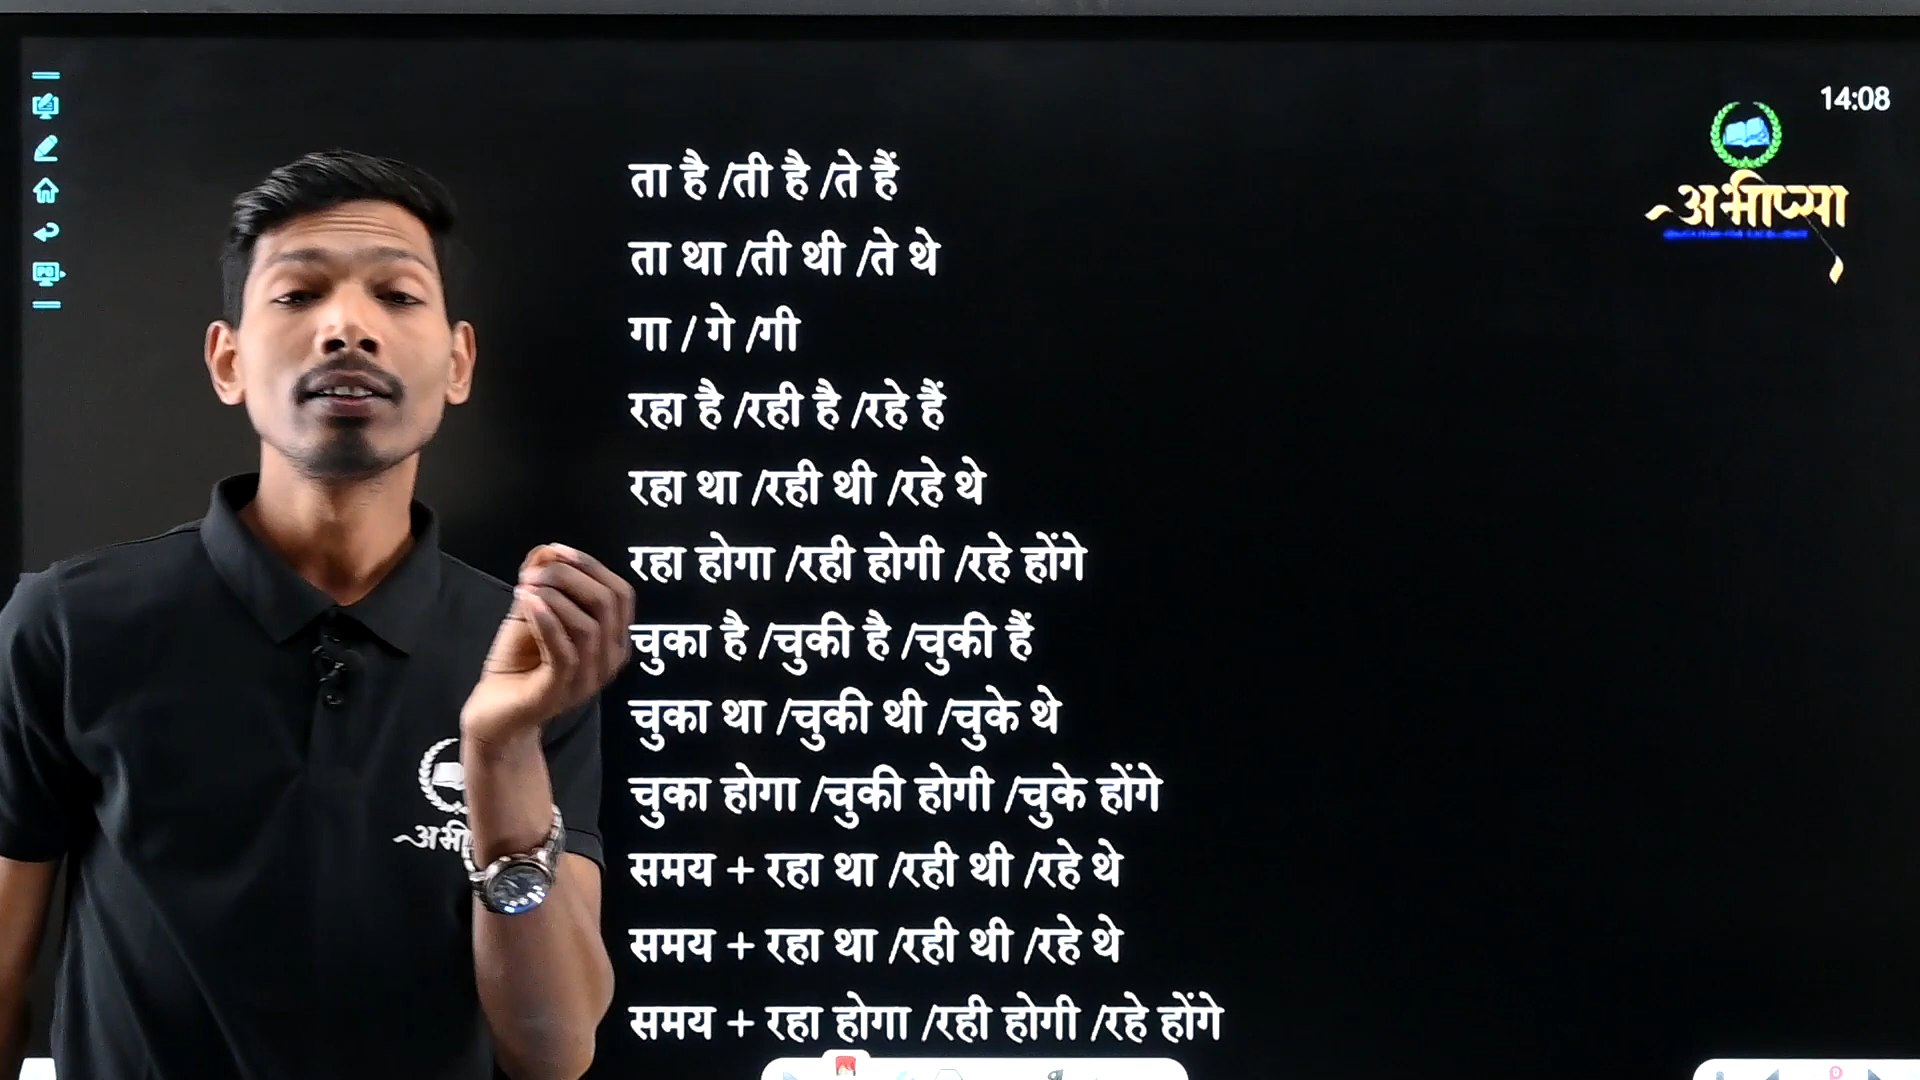 14:08
अभीप्सा
ता है /ती है /ते हैं
ता था /ती थी /ते थे
गा / गे /गी
रहा है /रही है /रहे हैं
रहा था /रही थी /रहे थे
रहा होगा /रही होगी /रहे होंगे
चुका है /चुकी है /चुकी हैं
चुका था /चुकी थी /चुके थे
चुका होगा /चुकी होगी /चुके होंगे
समय + रहा था /रही थी /रहे थे
समय + रहा था /रही थी /रहे थे
समय + रहा होगा /रही होगी /रहे होंगे